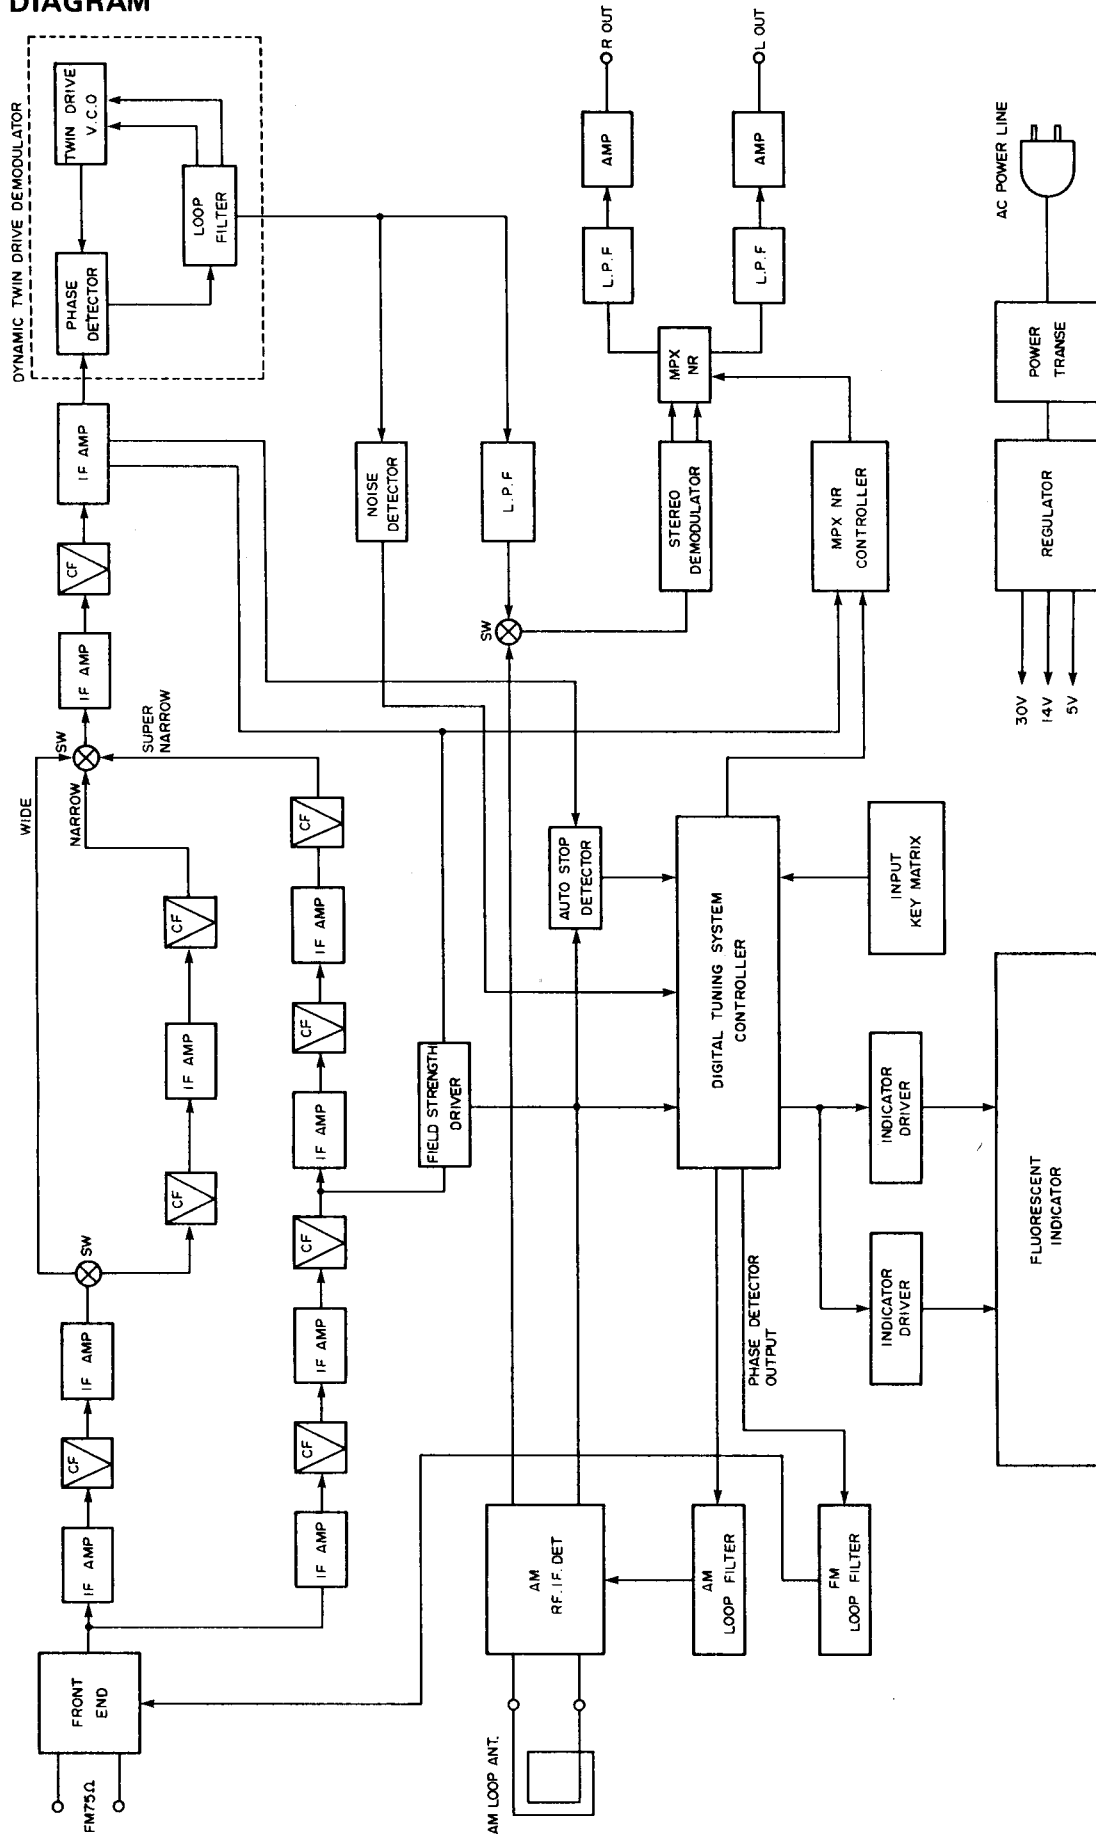 DIAGRAM
DYNAMIC TWIN DRIVE DEMODULATOR
TWIN DRIVE
V.C.O
LOOP
FILTER
PHASE
DETECTOR
IF AMP
CF
IF AMP
SW
WIDE
NARROW
SUPER
NARROW
CF
IF AMP
CF
SW
IF AMP
CF
IF AMP
FRONT
END
FM75Ω
CF
IF AMP
CF
IF AMP
CF
IF AMP
CF
IF AMP
R OUT
AMP
L.P.F
L OUT
AMP
L.P.F
MPX
NR
STEREO
DEMODULATOR
MPX NR
CONTROLLER
NOISE
DETECTOR
L.P.F
SW
AUTO STOP
DETECTOR
FIELD STRENGTH
DRIVER
DIGITAL TUNING SYSTEM
CONTROLLER
INPUT
KEY MATRIX
INDICATOR
DRIVER
INDICATOR
DRIVER
FLUORESCENT
INDICATOR
PHASE DETECTOR
OUTPUT
AM
RF.IF.DET
AM
LOOP FILTER
FM
LOOP FILTER
AM LOOP ANT.
AC POWER LINE
POWER
TRANSE
REGULATOR
30V
14V
5V